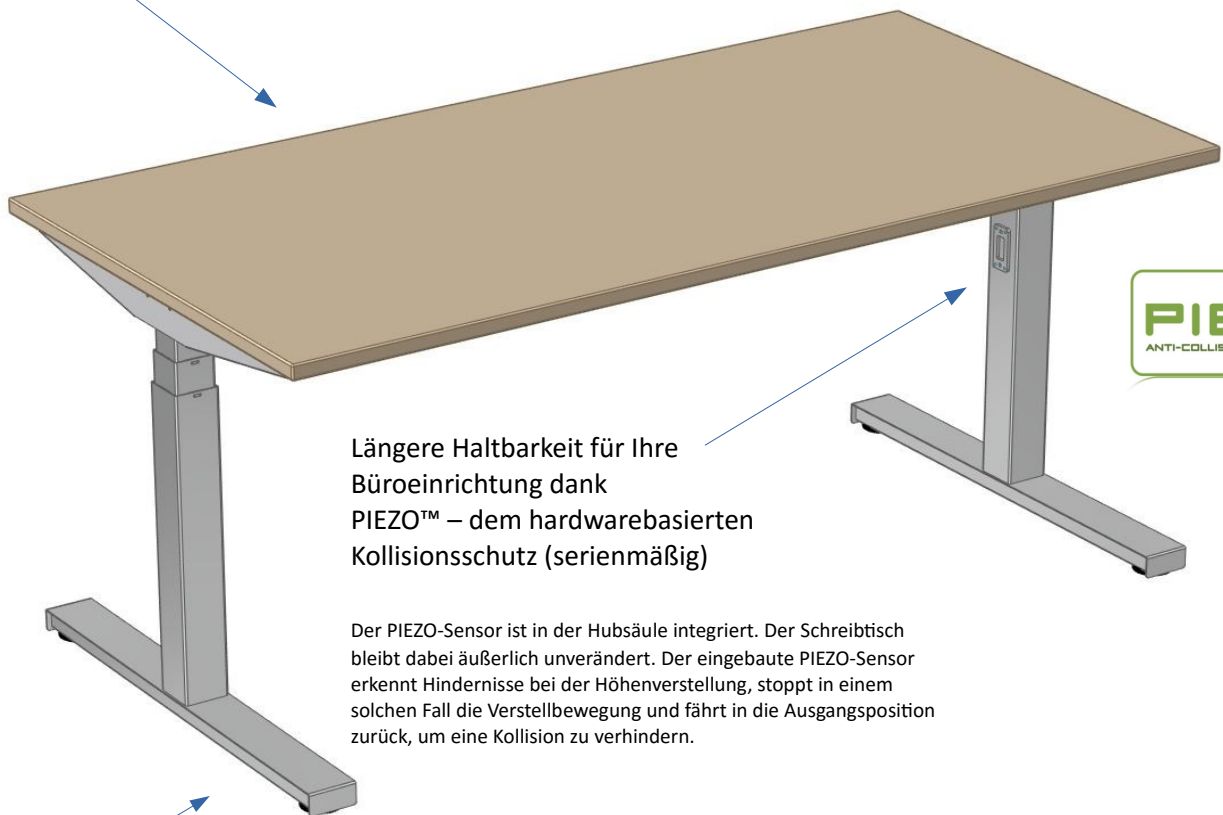 Längere Haltbarkeit für Ihre
Büroeinrichtung dank
PIEZO™ – dem hardwarebasierten
Kollisionsschutz (serienmäßig)
Der PIEZO-Sensor ist in der Hubsäule integriert. Der Schreibtisch
bleibt dabei äußerlich unverändert. Der eingebaute PIEZO-Sensor
erkennt Hindernisse bei der Höhenverstellung, stoppt in einem
solchen Fall die Verstellbewegung und fährt in die Ausgangsposition
zurück, um eine Kollision zu verhindern.